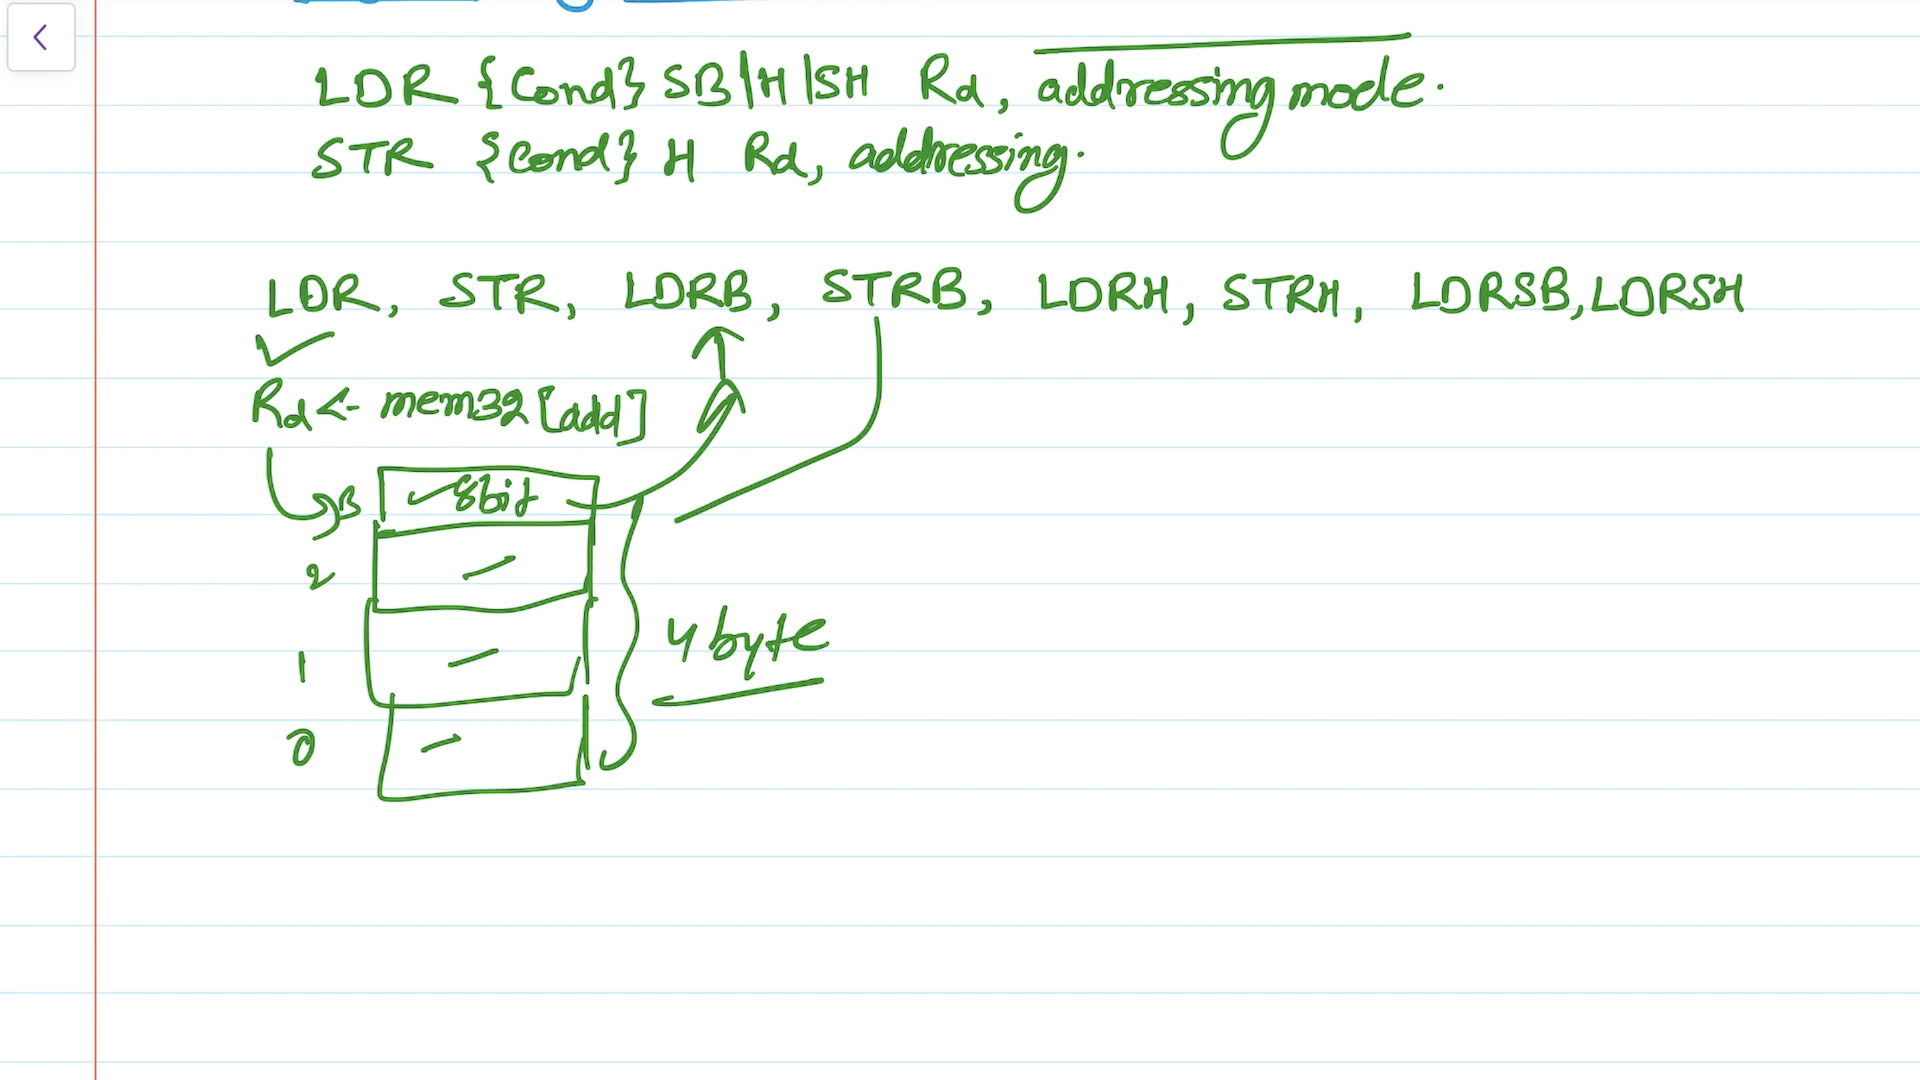 LDR {Cond} SB|H|SH Rd, addressing mode.
STR {Cond} H Rd, addressing.
LDR, STR, LDRB, STRB, LDRH, STRH, LDRSB, LDRSH
Rd <- mem32 [add]
8bit
2
1
4 byte
0